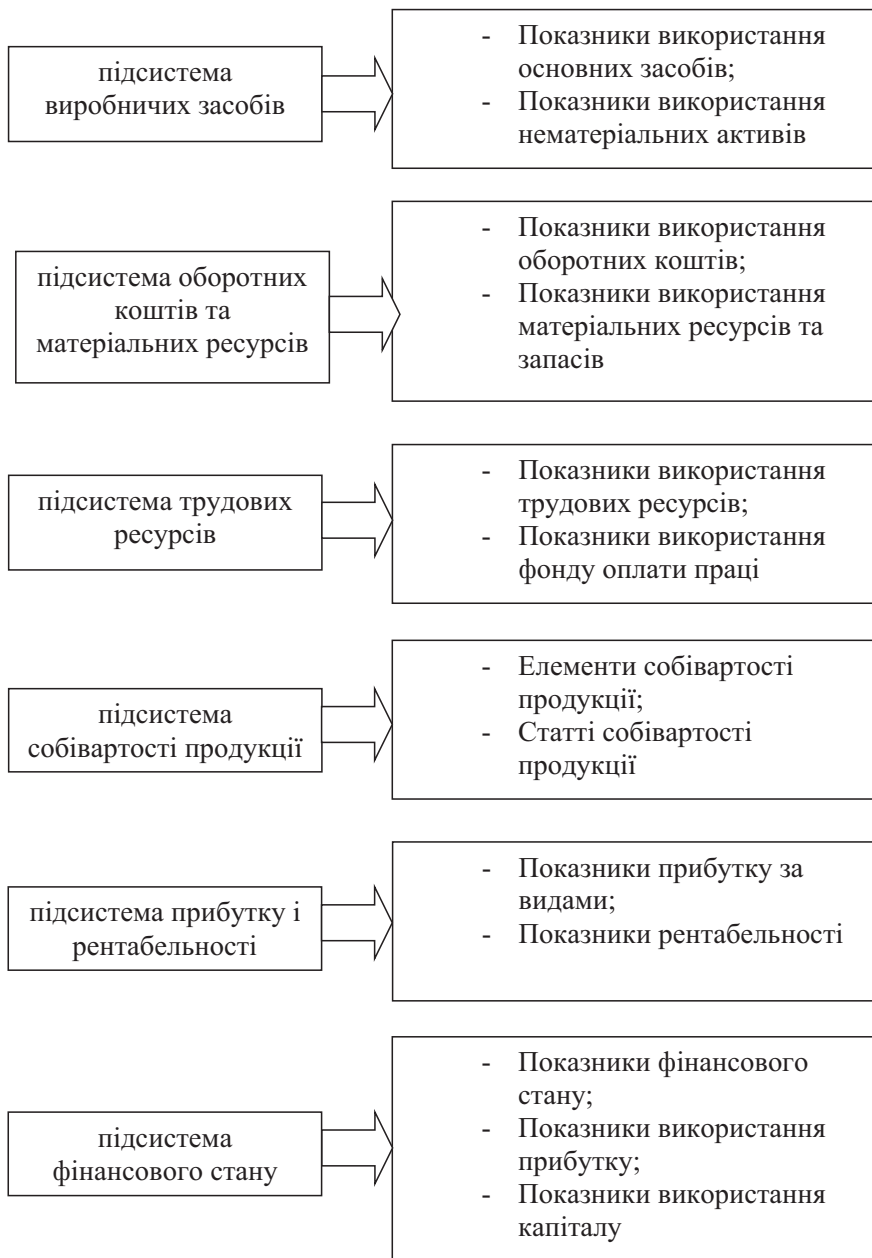 підсистема
виробничих засобів
- Показники використання
основних засобів;
- Показники використання
нематеріальних активів
підсистема оборотних
коштів та
матеріальних ресурсів
- Показники використання
оборотних коштів;
- Показники використання
матеріальних ресурсів та
запасів
підсистема трудових
ресурсів
- Показники використання
трудових ресурсів;
- Показники використання
фонду оплати праці
підсистема
собівартості продукції
- Елементи собівартості
продукції;
- Статті собівартості
продукції
підсистема прибутку і
рентабельності
- Показники прибутку за
видами;
- Показники рентабельності
підсистема
фінансового стану
- Показники фінансового
стану;
- Показники використання
прибутку;
- Показники використання
капіталу